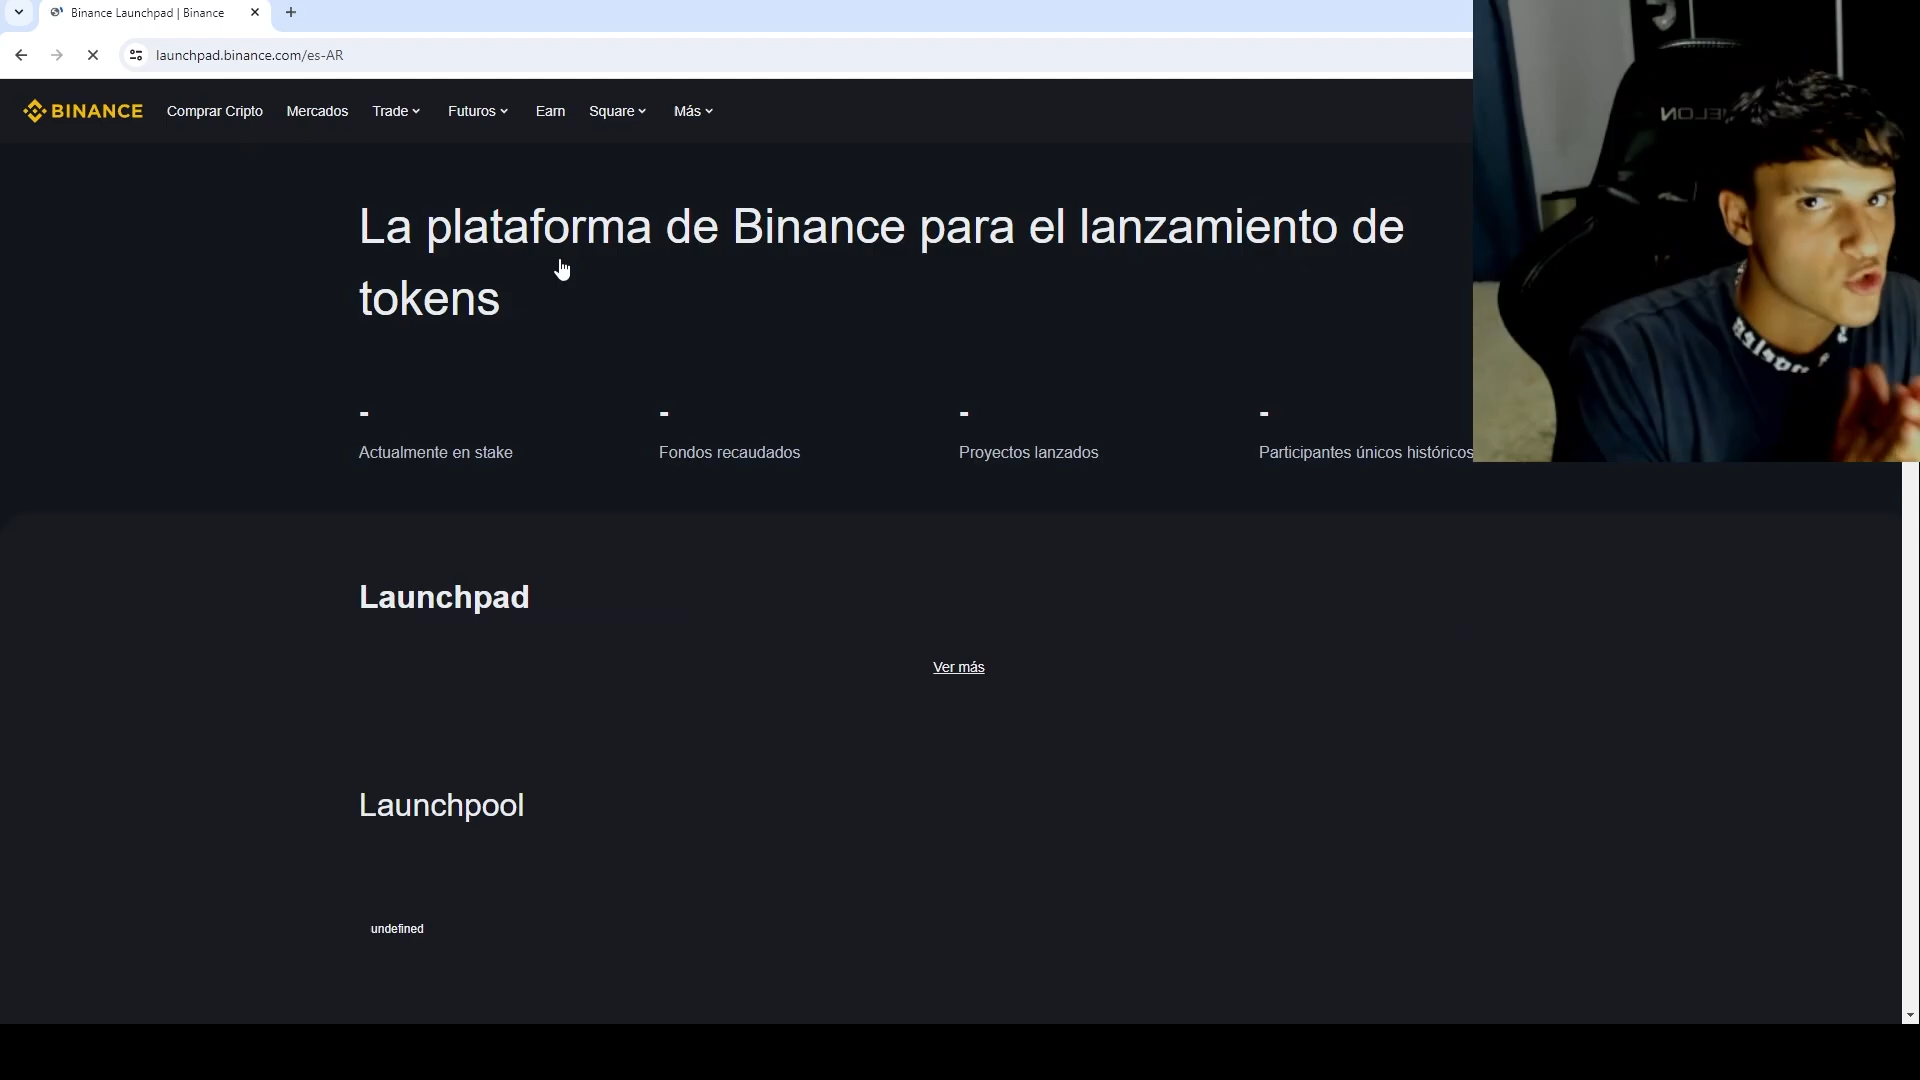 Binance Launchpad | Binance
launchpad.binance.com/es-AR
BINANCE Comprar Cripto Mercados Trade Futuros Earn Square Más
La plataforma de Binance para el lanzamiento de
tokens
- - - -
Actualmente en stake Fondos recaudados Proyectos lanzados Participantes únicos históricos
Launchpad
Ver más
Launchpool
undefined